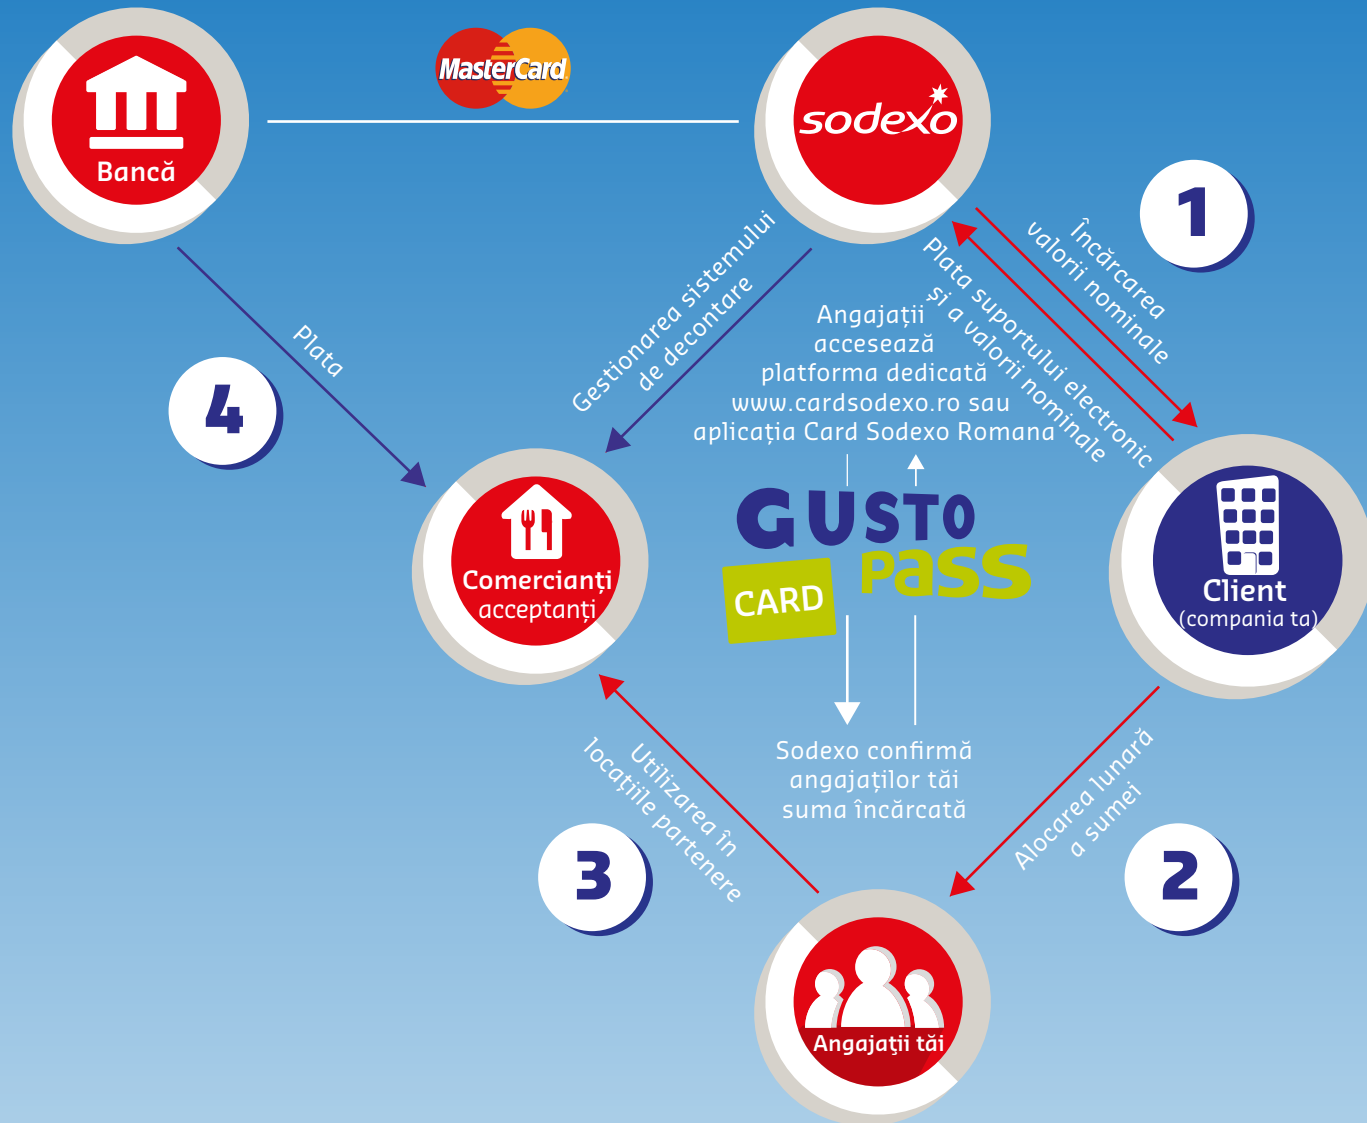 MasterCard
Bancă
sodexo
1
Încărcarea
valorii nominale
Plata suportului electronic
și a valorii nominale
Gestionarea sistemului
de decontare
Plata
4
Angajații
accesează
platforma dedicată
www.cardsodexo.ro sau
aplicația Card Sodexo Romana
GUSTO
pass
CARD
Comercianți
acceptanți
Client
(compania ta)
Sodexo confirmă
angajaților tăi
suma încărcată
Utilizarea în
locațiile partenere
3
Alocarea lunară
a sumei
2
Angajaţii tăi